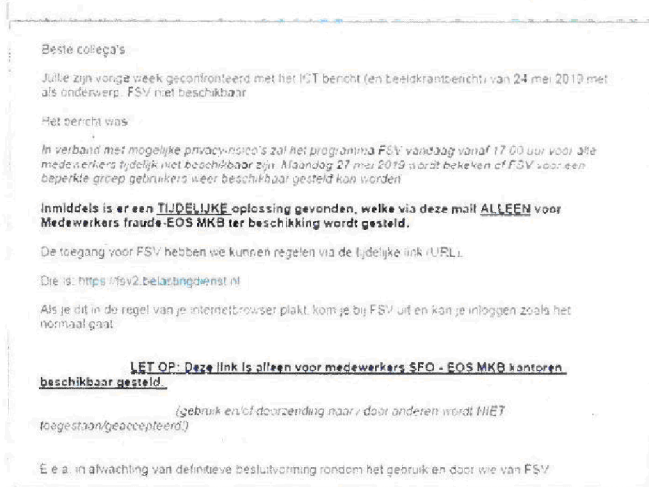 Beste collega's
Jullie zijn vorige week geconfronteerd met het ICT bericht (en beeldkrantbericht) van 24 mei 2019 met
als onderwerp: FSV niet beschikbaar
Het bericht was
In verband met mogelijke privacy-risico's zal het programma FSV vandaag vanaf 17.00 uur voor alle
medewerkers tijdelijk niet beschikbaar zijn. Maandag 27 mei 2019 wordt bekeken of FSV voor een
beperkte groep gebruikers weer beschikbaar gesteld kan worden
Inmiddels is er een TIJDELIJKE oplossing gevonden, welke via deze mail ALLEEN voor
Medewerkers fraude-EOS MKB ter beschikking wordt gesteld.
De toegang voor FSV hebben we kunnen regelen via de tijdelijke link (URL).
Die is: https://fsv2.belastingdienst.nl
Als je dit in de regel van je internetbrowser plakt, kom je bij FSV uit en kan je inloggen zoals het
normaal gaat
LET OP: Deze link is alleen voor medewerkers SFO - EOS MKB kantoren
beschikbaar gesteld.
(gebruik en/of doorzending naar / door anderen wordt NIET
toegestaan/geaccepteerd!)
E.e.a. in afwachting van definitieve besluitvorming rondom het gebruik en door wie van FSV